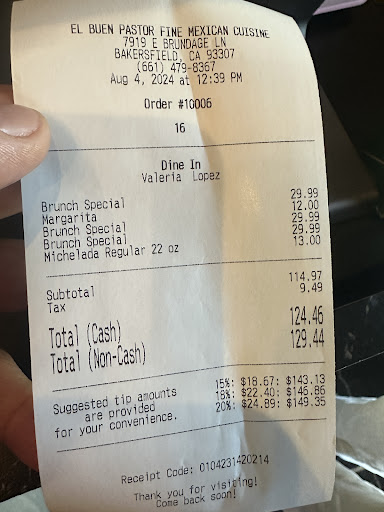 EL BUEN PASTOR FINE MEXICAN CUISINE
7919 E BRUNDAGE LN
BAKERSFIELD, CA 93307
(661) 479-8367
Aug 4, 2024 at 12:39 PM
Order #10006
16
Dine In
Valeria Lopez
Brunch Special 29.99
Margarita 12.00
Brunch Special 29.99
Brunch Special 29.99
Michelada Regular 22 oz 13.00
Subtotal 114.97
Tax 9.49
Total (Cash) 124.46
Total (Non-Cash) 129.44
Suggested tip amounts
are provided
for your convenience.
15%: $18.67: $143.13
18%: $22.40: $146.86
20%: $24.89: $149.35
Receipt Code: 0104231420214
Thank you for visiting!
Come back soon!